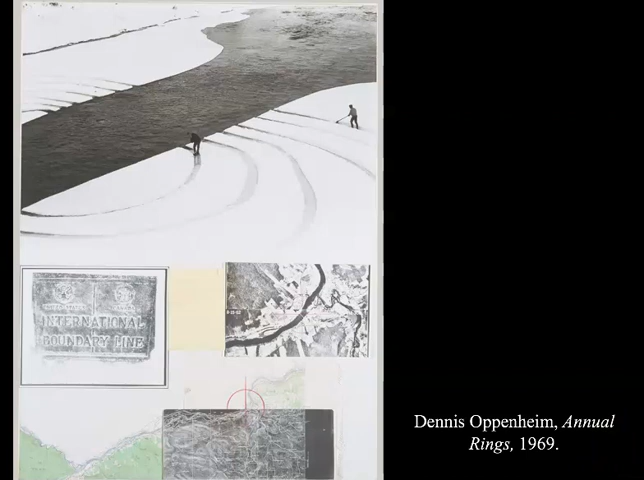 INTERNATIONAL
BOUNDARY LINE
Dennis Oppenheim, Annual
Rings, 1969.